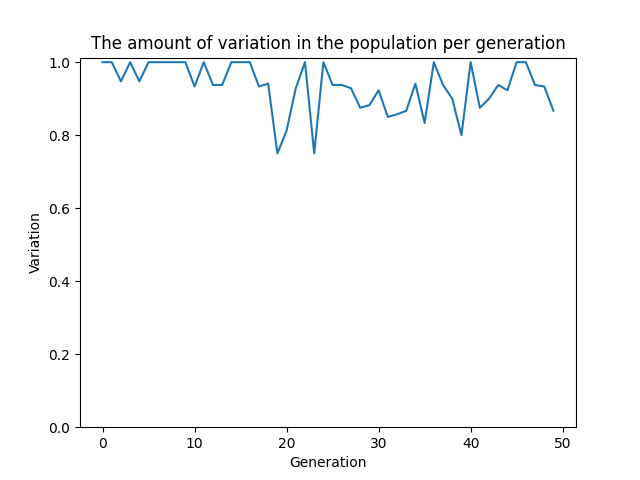 The amount of variation in the population per generation
1.0
0.8
0.6
0.4
0.2
0.0
Variation
0 10 20 30 40 50
Generation